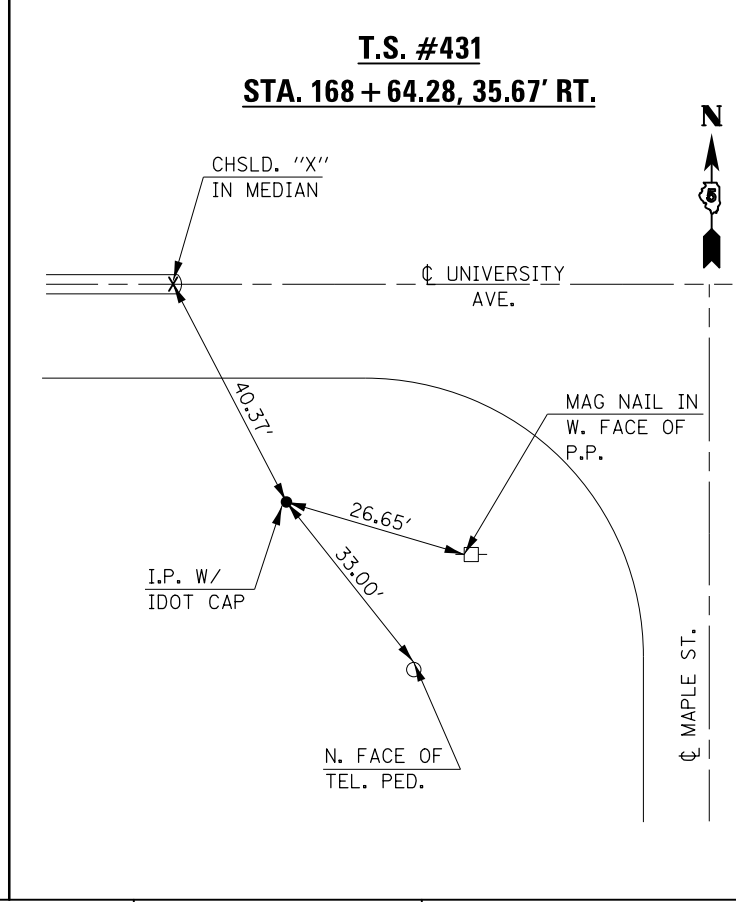 T.S. #431
STA. 168 + 64.28, 35.67' RT.
N
5
CHSLD. "X"
IN MEDIAN
X
℄ UNIVERSITY
AVE.
40.37'
MAG NAIL IN
W. FACE OF
P.P.
26.65'
33.00'
I.P. W/
IDOT CAP
℄ MAPLE ST.
N. FACE OF
TEL. PED.